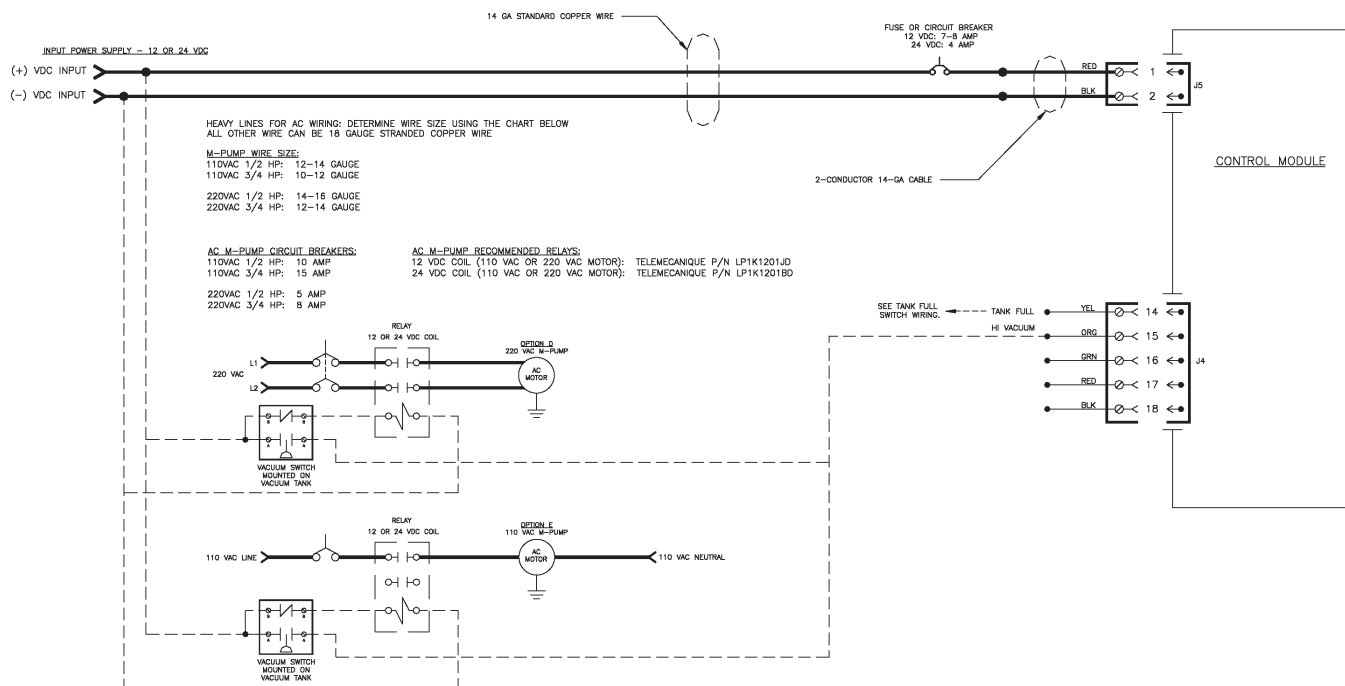 14 GA STANDARD COPPER WIRE
FUSE OR CIRCUIT BREAKER
12 VDC: 7-8 AMP
24 VDC: 4 AMP
INPUT POWER SUPPLY - 12 OR 24 VDC
(+) VDC INPUT
RED
1
J5
(-) VDC INPUT
BLK
2
HEAVY LINES FOR AC WIRING: DETERMINE WIRE SIZE USING THE CHART BELOW
ALL OTHER WIRE CAN BE 18 GAUGE STRANDED COPPER WIRE
M-PUMP WIRE SIZE:
110VAC 1/2 HP: 12-14 GAUGE
110VAC 3/4 HP: 10-12 GAUGE
220VAC 1/2 HP: 14-16 GAUGE
220VAC 3/4 HP: 12-14 GAUGE
2-CONDUCTOR 14-GA CABLE
CONTROL MODULE
AC M-PUMP CIRCUIT BREAKERS:
110VAC 1/2 HP: 10 AMP
110VAC 3/4 HP: 15 AMP
220VAC 1/2 HP: 5 AMP
220VAC 3/4 HP: 8 AMP
AC M-PUMP RECOMMENDED RELAYS:
12 VDC COIL (110 VAC OR 220 VAC MOTOR): TELEMECANIQUE P/N LP1K1201JD
24 VDC COIL (110 VAC OR 220 VAC MOTOR): TELEMECANIQUE P/N LP1K1201BD
SEE TANK FULL
SWITCH WIRING.
TANK FULL
YEL
14
HI VACUUM
ORG
15
GRN
16
J4
RED
17
BLK
18
RELAY
12 OR 24 VDC COIL
OPTION D
220 VAC M-PUMP
L1
220 VAC
L2
AC
MOTOR
B
B
A
A
VACUUM SWITCH
MOUNTED ON
VACUUM TANK
RELAY
12 OR 24 VDC COIL
OPTION E
110 VAC M-PUMP
110 VAC LINE
AC
MOTOR
110 VAC NEUTRAL
B
B
A
A
VACUUM SWITCH
MOUNTED ON
VACUUM TANK